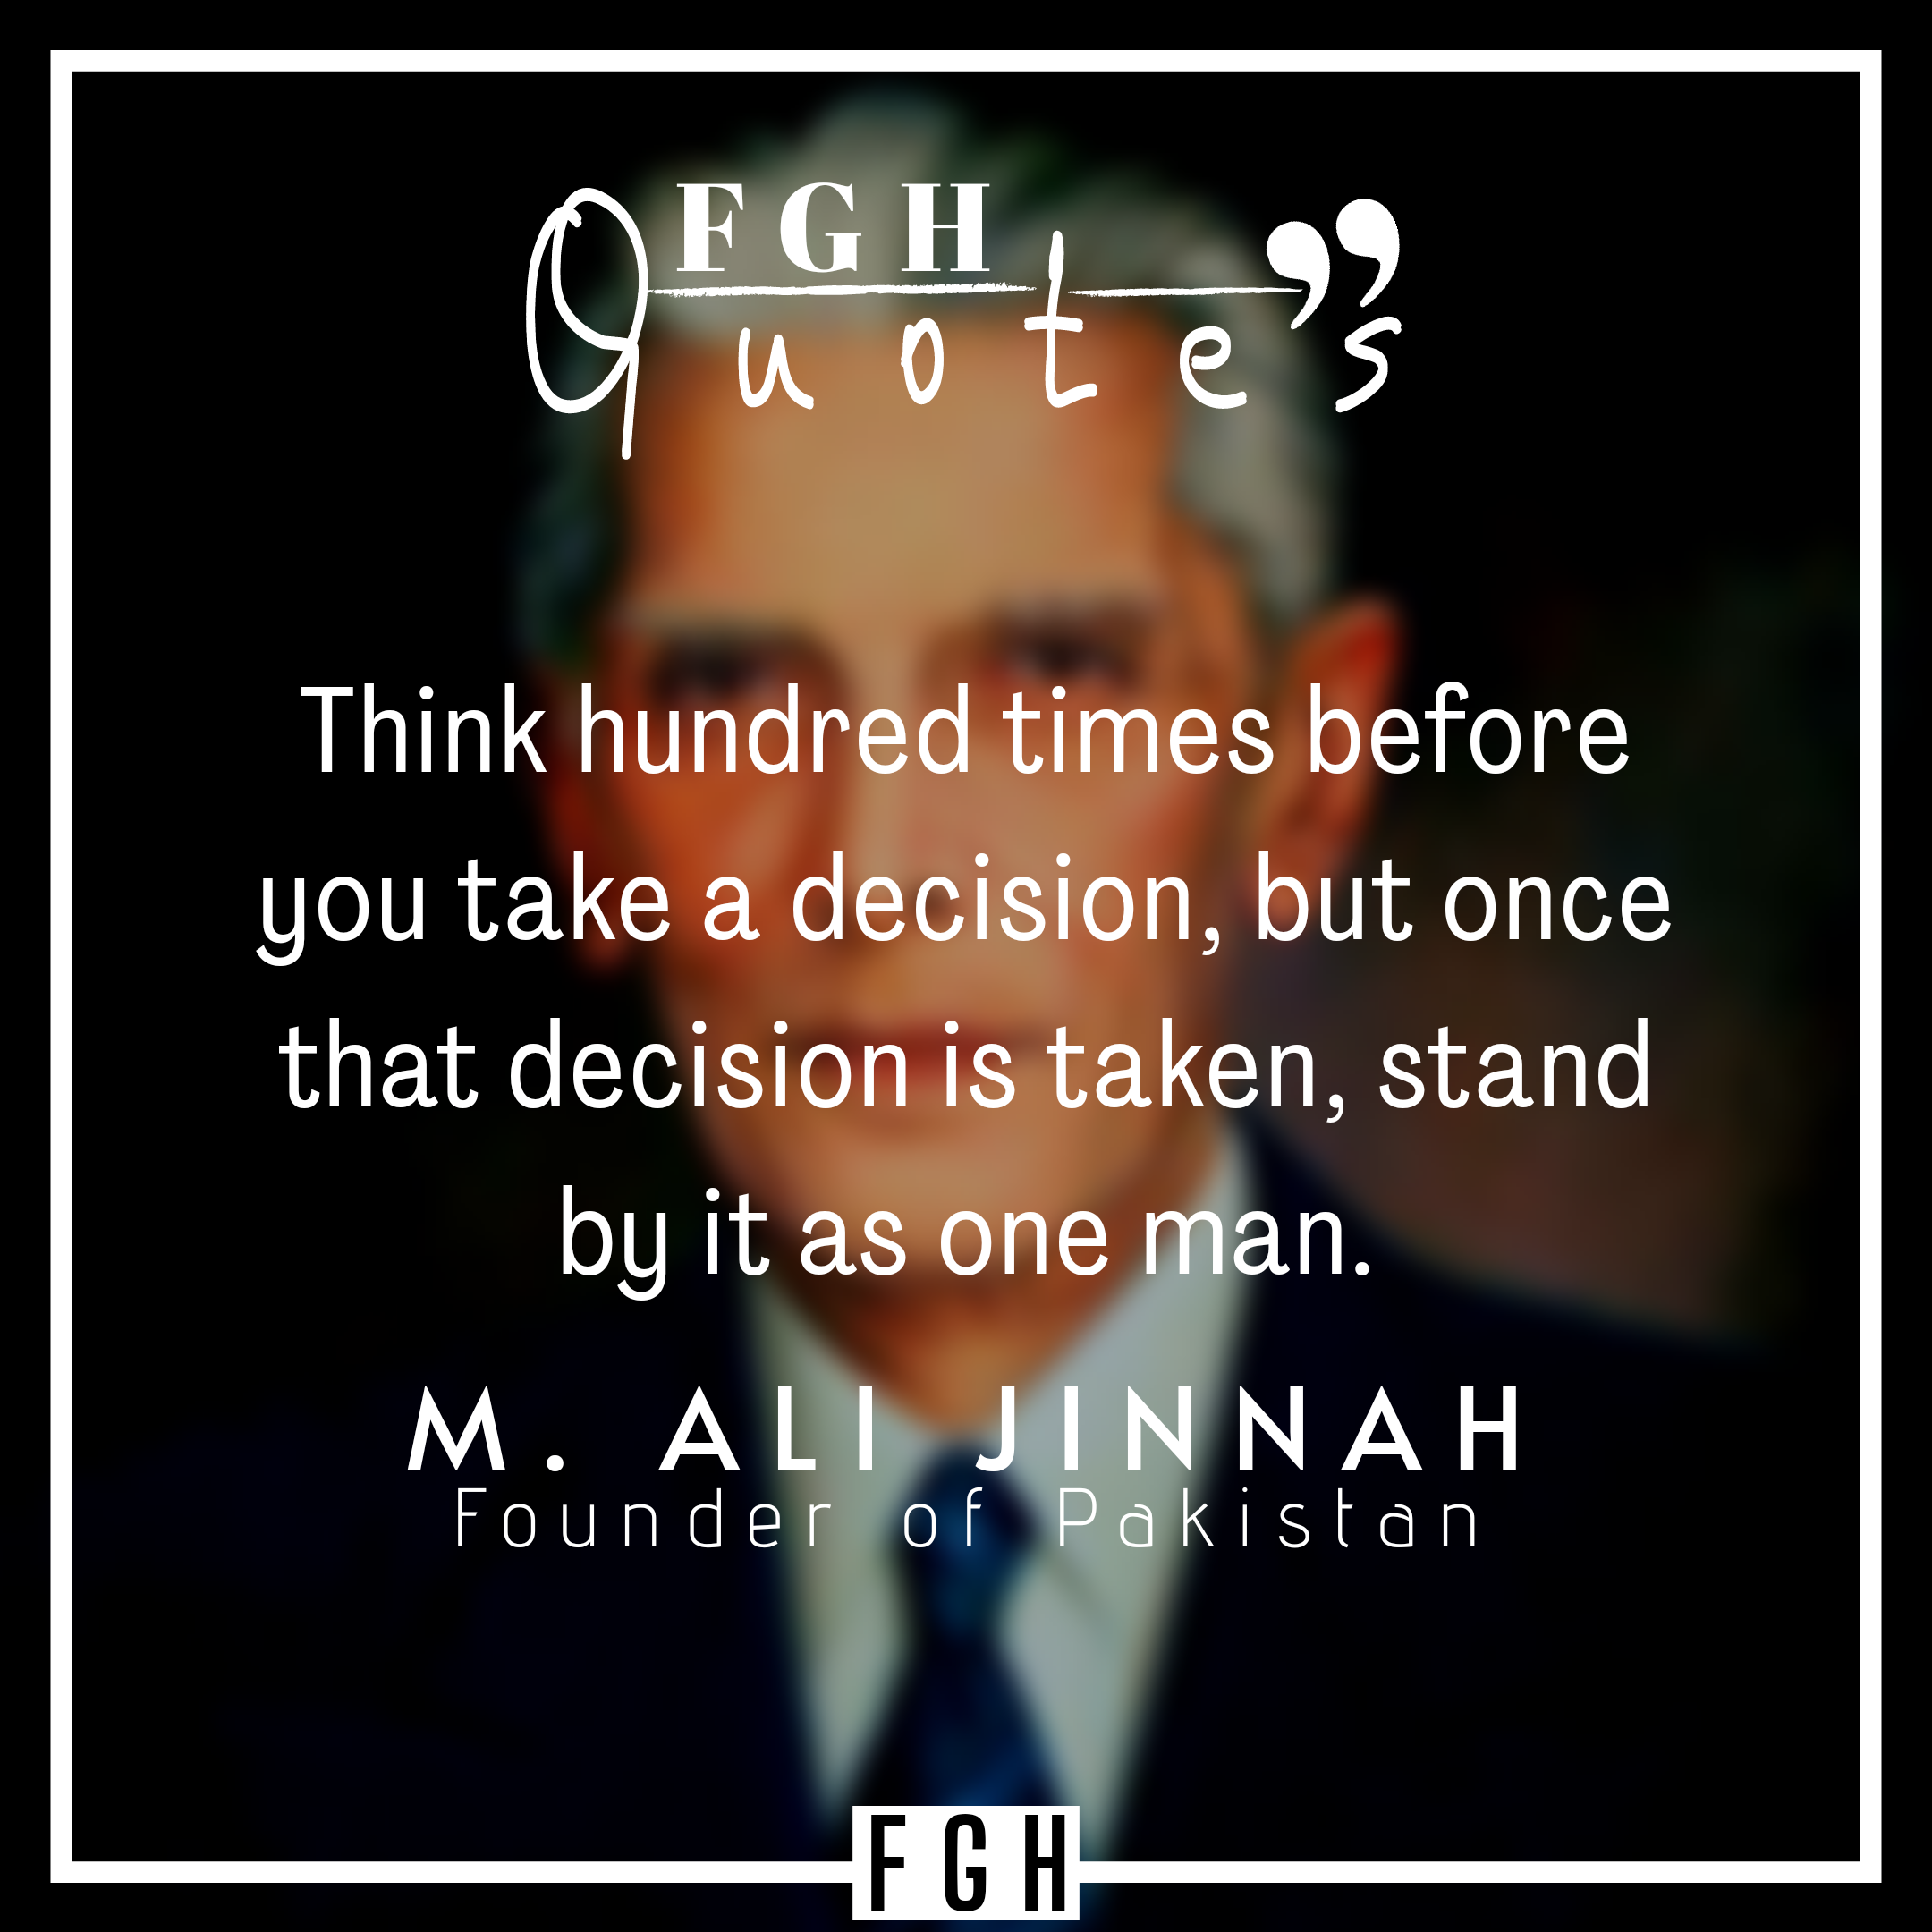 FGH
Quote's
Think hundred times before
you take a decision, but once
that decision is taken, stand
by it as one man.
M. ALI JINNAH
Founder of Pakistan
FGH